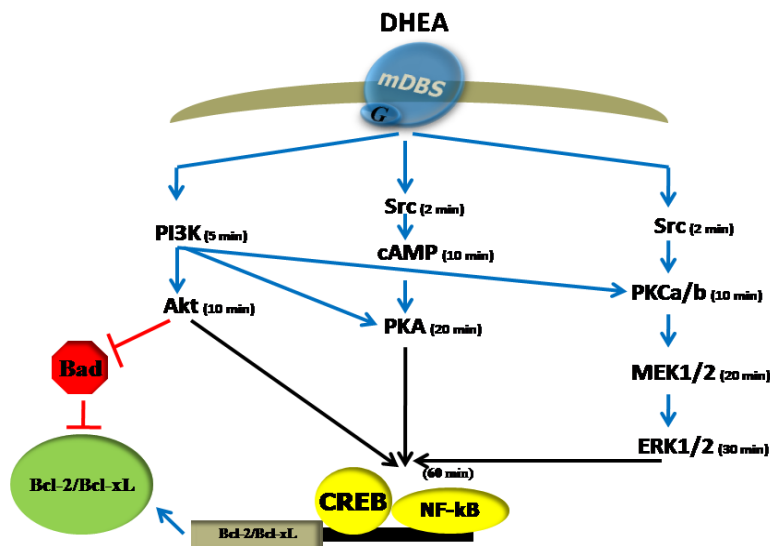 DHEA
mDBS
G
Src (2 min)
PI3K (5 min)
Src (2 min)
cAMP (10 min)
PKCa/b (10 min)
Akt (10 min)
PKA (20 min)
Bad
MEK1/2 (20 min)
ERK1/2 (30 min)
(60 min)
Bcl-2/Bcl-xL
CREB
NF-kB
Bcl-2/Bcl-xL